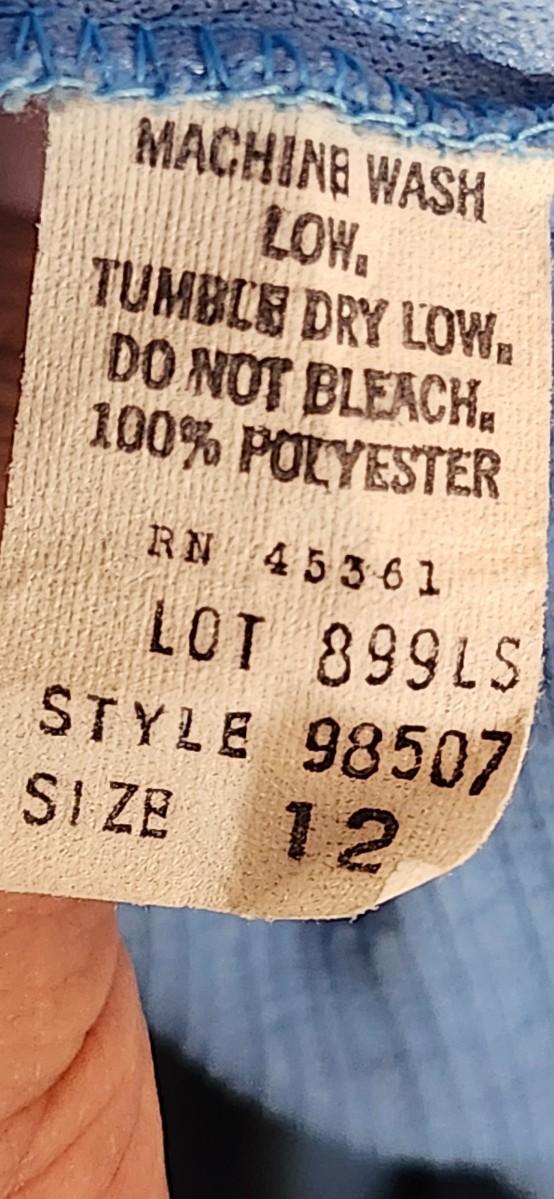 MACHINE WASH
LOW.
TUMBLE DRY LOW.
DO NOT BLEACH.
100% POLYESTER
RN 45361
LOT 899LS
STYLE 98507
SIZE 12